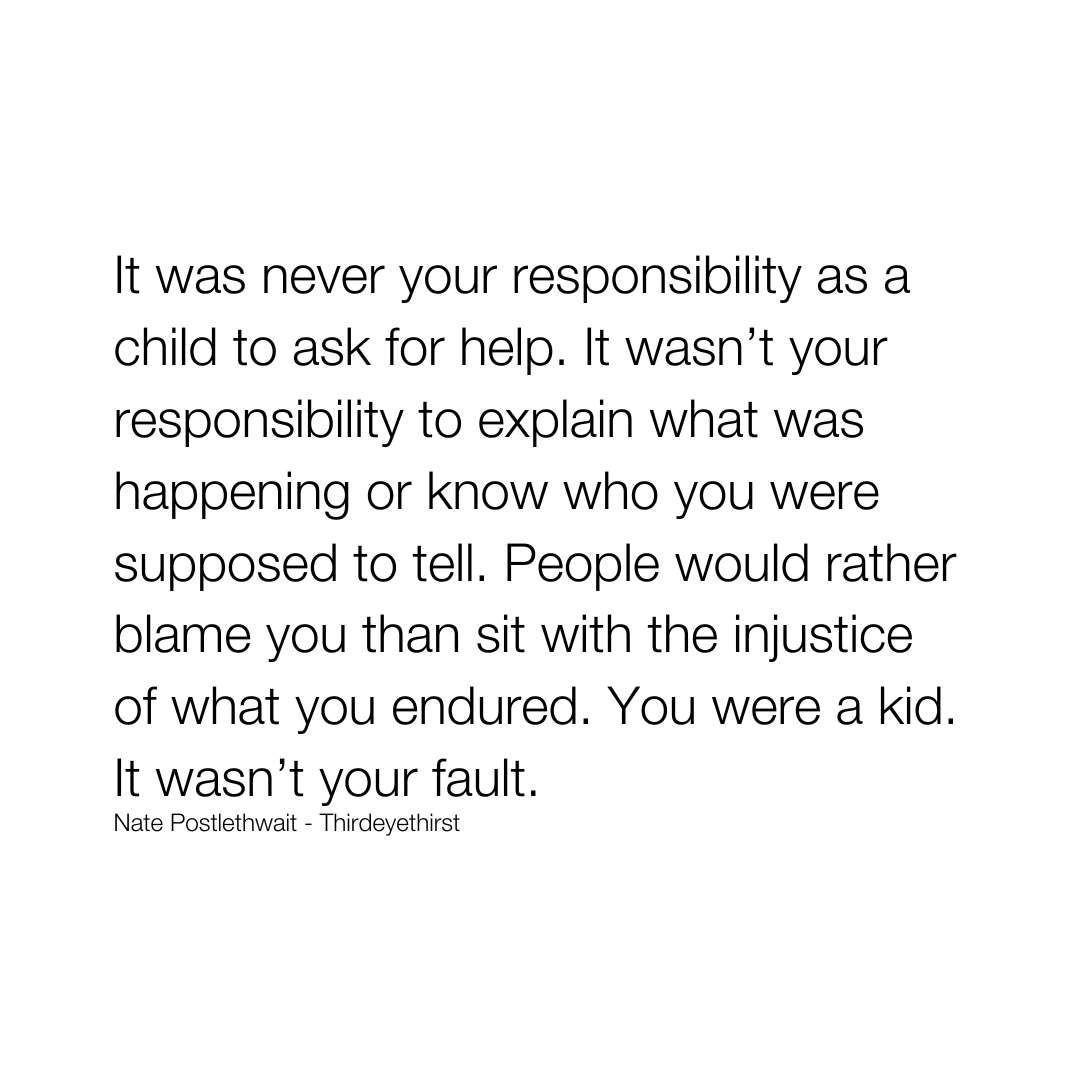 It was never your responsibility as a
child to ask for help. It wasn’t your
responsibility to explain what was
happening or know who you were
supposed to tell. People would rather
blame you than sit with the injustice
of what you endured. You were a kid.
It wasn’t your fault.
Nate Postlethwait - Thirdeyethirst